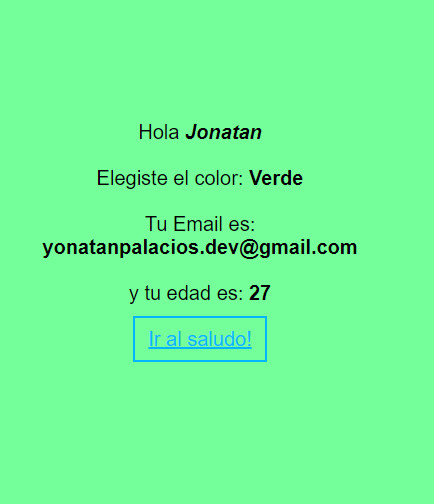 Hola Jonatan
Elegiste el color: Verde
Tu Email es:
yonatanpalacios.dev@gmail.com
y tu edad es: 27
Ir al saludo!